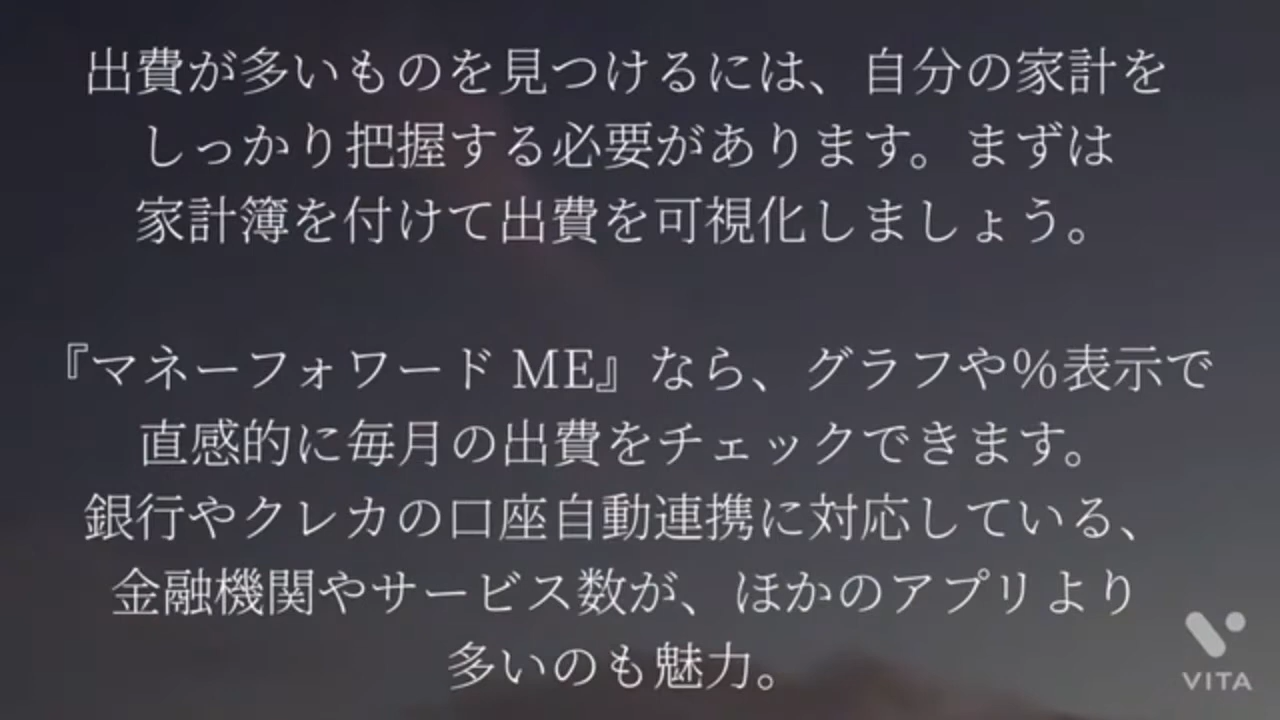 出費が多いものを見つけるには、自分の家計を
しっかり把握する必要があります。まずは
家計簿を付けて出費を可視化しましょう。
『マネーフォワード ME』なら、グラフや%表示で
直感的に毎月の出費をチェックできます。
銀行やクレカの口座自動連携に対応している、
金融機関やサービス数が、ほかのアプリより
多いのも魅力。
VITA